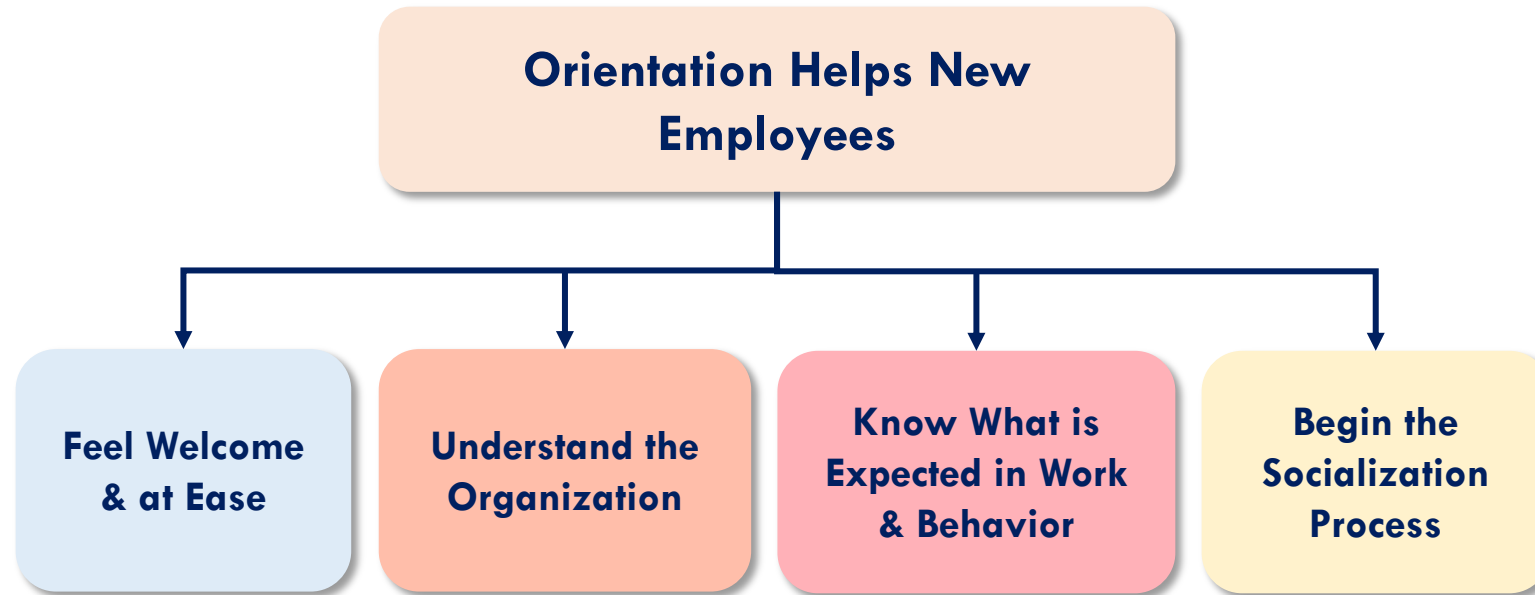 Orientation Helps New
Employees
Feel Welcome
& at Ease
Understand the
Organization
Know What is
Expected in Work
& Behavior
Begin the
Socialization
Process